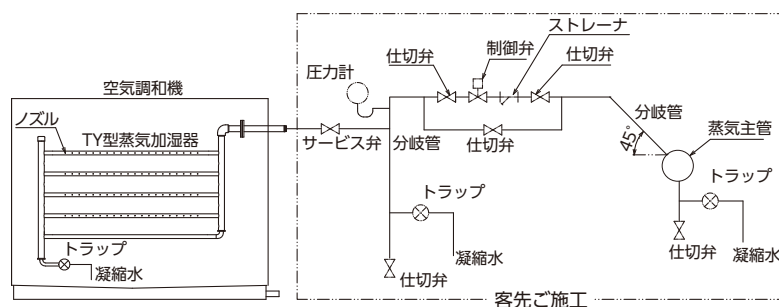 ストレーナ
制御弁
仕切弁
仕切弁
圧力計
空気調和機
分岐管
ノズル
TY型蒸気加湿器
サービス弁
分岐管
仕切弁
45°
蒸気主管
トラップ
トラップ
トラップ
凝縮水
凝縮水
仕切弁
凝縮水
仕切弁
客先ご施工